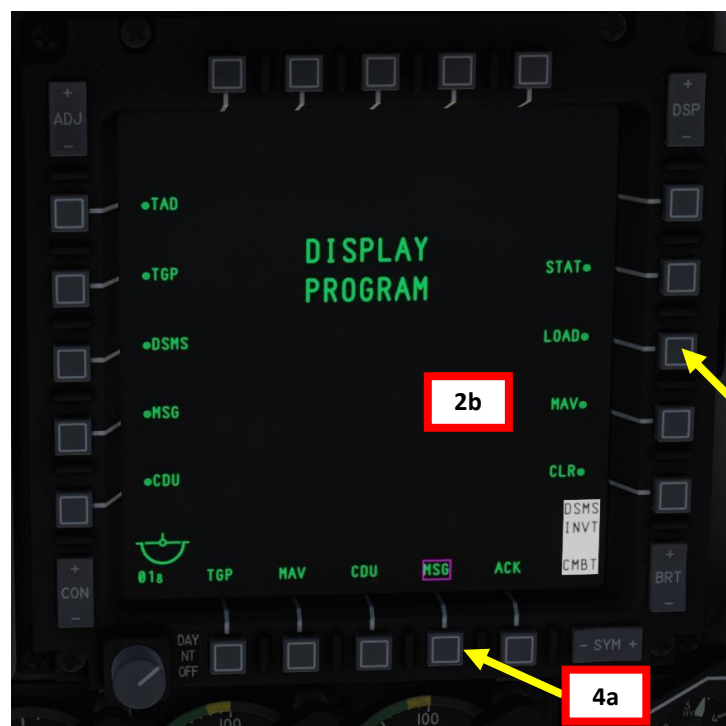 +
ADJ
−
+
DSP
−
TAD
DISPLAY
PROGRAM
TGP
STAT
DSMS
LOAD
2b
MSG
MAV
CDU
CLR
DSMS
INVT
CMBT
01s
TGP
MAV
CDU
MSG
ACK
+
CON
−
+
BRT
−
DAY
NT
OFF
− SYM +
4a
100
100